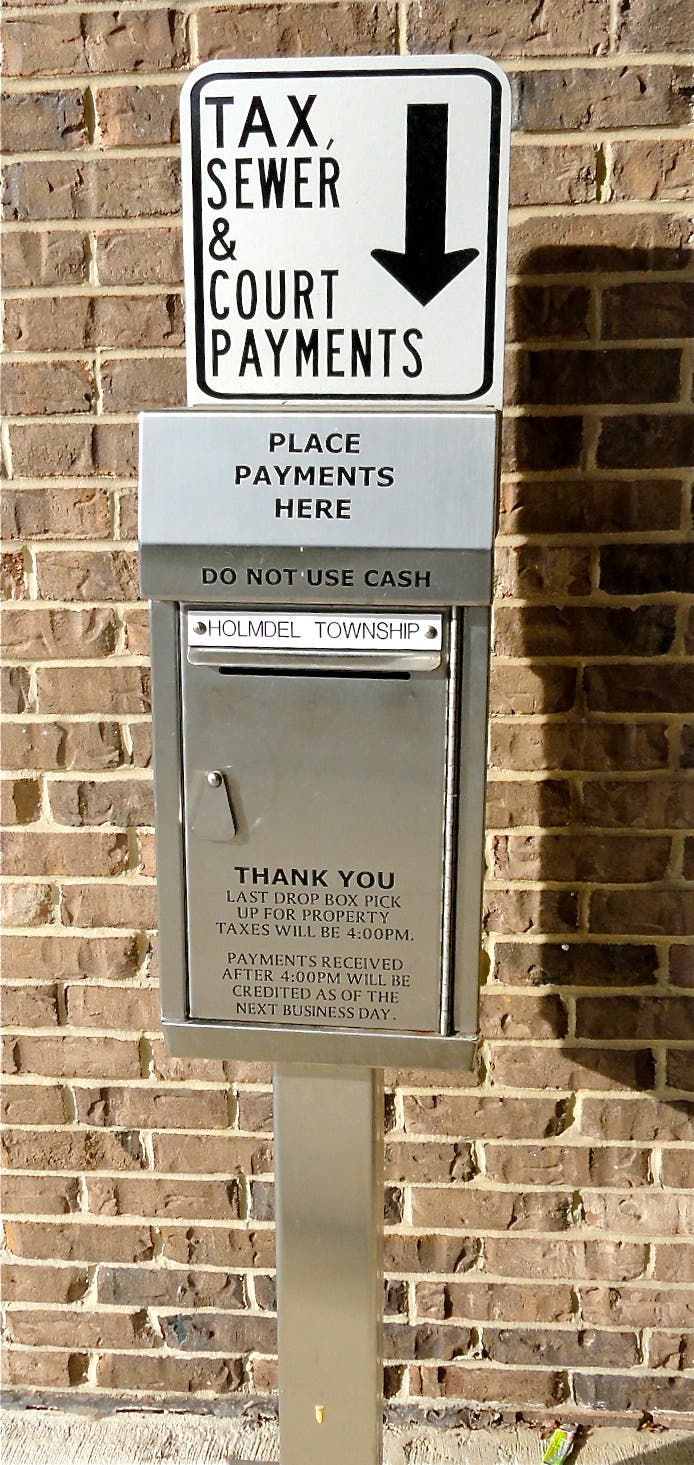 TAX,
SEWER
&
COURT
PAYMENTS
PLACE
PAYMENTS
HERE
DO NOT USE CASH
HOLMDEL TOWNSHIP
THANK YOU
LAST DROP BOX PICK
UP FOR PROPERTY
TAXES WILL BE 4:00PM.
PAYMENTS RECEIVED
AFTER 4:00PM WILL BE
CREDITED AS OF THE
NEXT BUSINESS DAY.